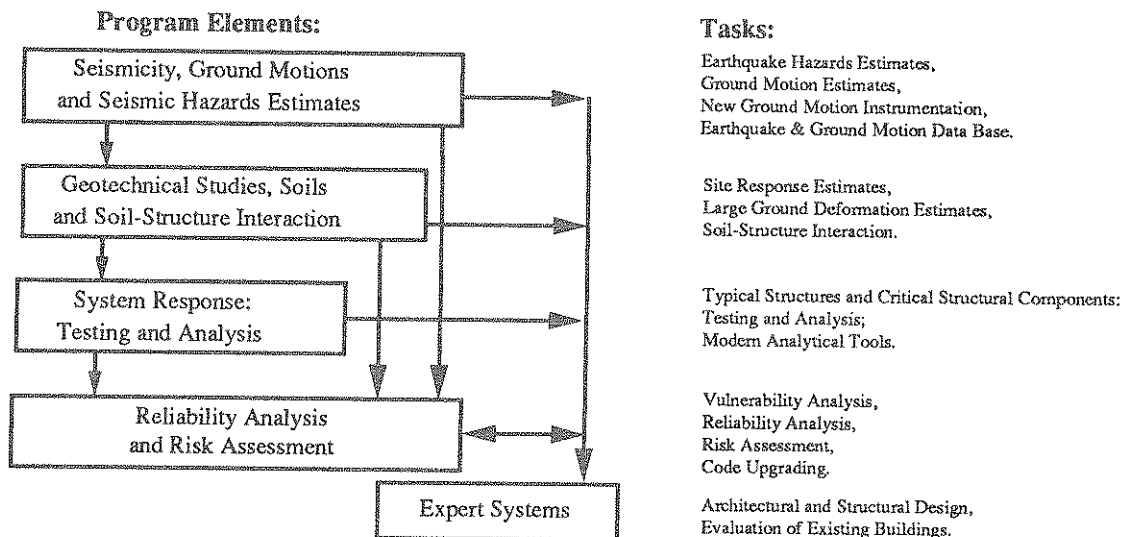 Program Elements:
Seismicity, Ground Motions
and Seismic Hazards Estimates
Geotechnical Studies, Soils
and Soil-Structure Interaction
System Response:
Testing and Analysis
Reliability Analysis
and Risk Assessment
Expert Systems
Tasks:
Earthquake Hazards Estimates,
Ground Motion Estimates,
New Ground Motion Instrumentation,
Earthquake & Ground Motion Data Base.
Site Response Estimates,
Large Ground Deformation Estimates,
Soil-Structure Interaction.
Typical Structures and Critical Structural Components:
Testing and Analysis;
Modern Analytical Tools.
Vulnerability Analysis,
Reliability Analysis,
Risk Assessment,
Code Upgrading.
Architectural and Structural Design,
Evaluation of Existing Buildings.